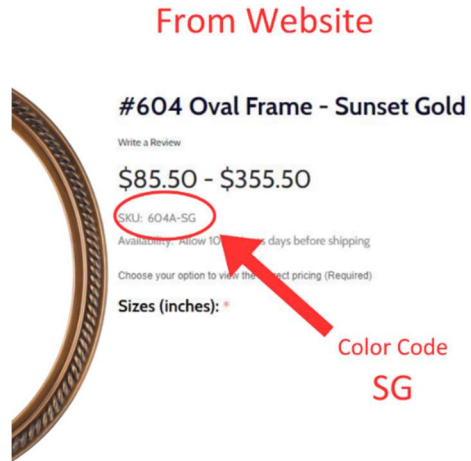 From Website
#604 Oval Frame - Sunset Gold
Write a Review
$85.50 - $355.50
SKU: 604A-SG
Availability: Allow 10 days before shipping
Choose your option to view the correct pricing (Required)
Sizes (inches): *
Color Code
SG